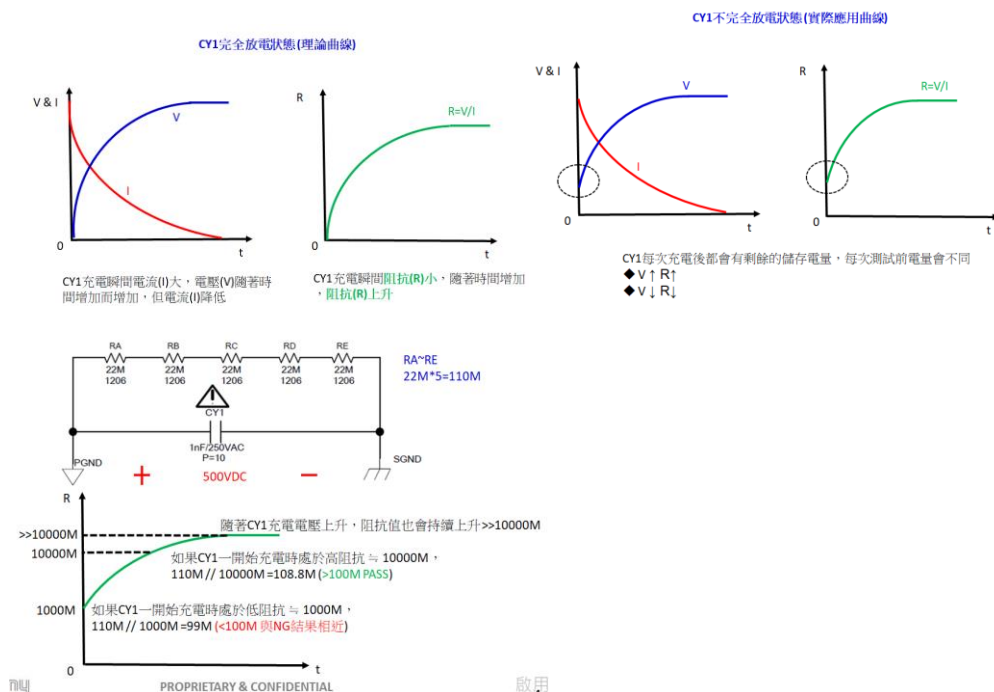 CY1完全放電狀態(理論曲線)
V & I
V
I
0
t
R
R=V/I
0
t
CY1充電瞬間電流(I)大，電壓(V)隨著時
間增加而增加，但電流(I)降低
CY1充電瞬間阻抗(R)小，隨著時間增加
，阻抗(R)上升
CY1不完全放電狀態(實際應用曲線)
V & I
V
I
0
t
R
R=V/I
0
t
CY1每次充電後都會有剩餘的儲存電量，每次測試前電量會不同
◆V↑ R↑
◆V↓ R↓
RA RB RC RD RE
22M 22M 22M 22M 22M
1206 1206 1206 1206 1206
RA~RE
22M*5=110M
CY1
1nF/250VAC
P=10
PGND
SGND
+ 500VDC −
R
>>10000M
10000M
1000M
0
t
隨著CY1充電電壓上升，阻抗值也會持續上升>>10000M
如果CY1一開始充電時處於高阻抗≒10000M，
110M // 10000M =108.8M (>100M PASS)
如果CY1一開始充電時處於低阻抗≒1000M，
110M // 1000M =99M (<100M 與NG結果相近)
PROPRIETARY & CONFIDENTIAL
啟用